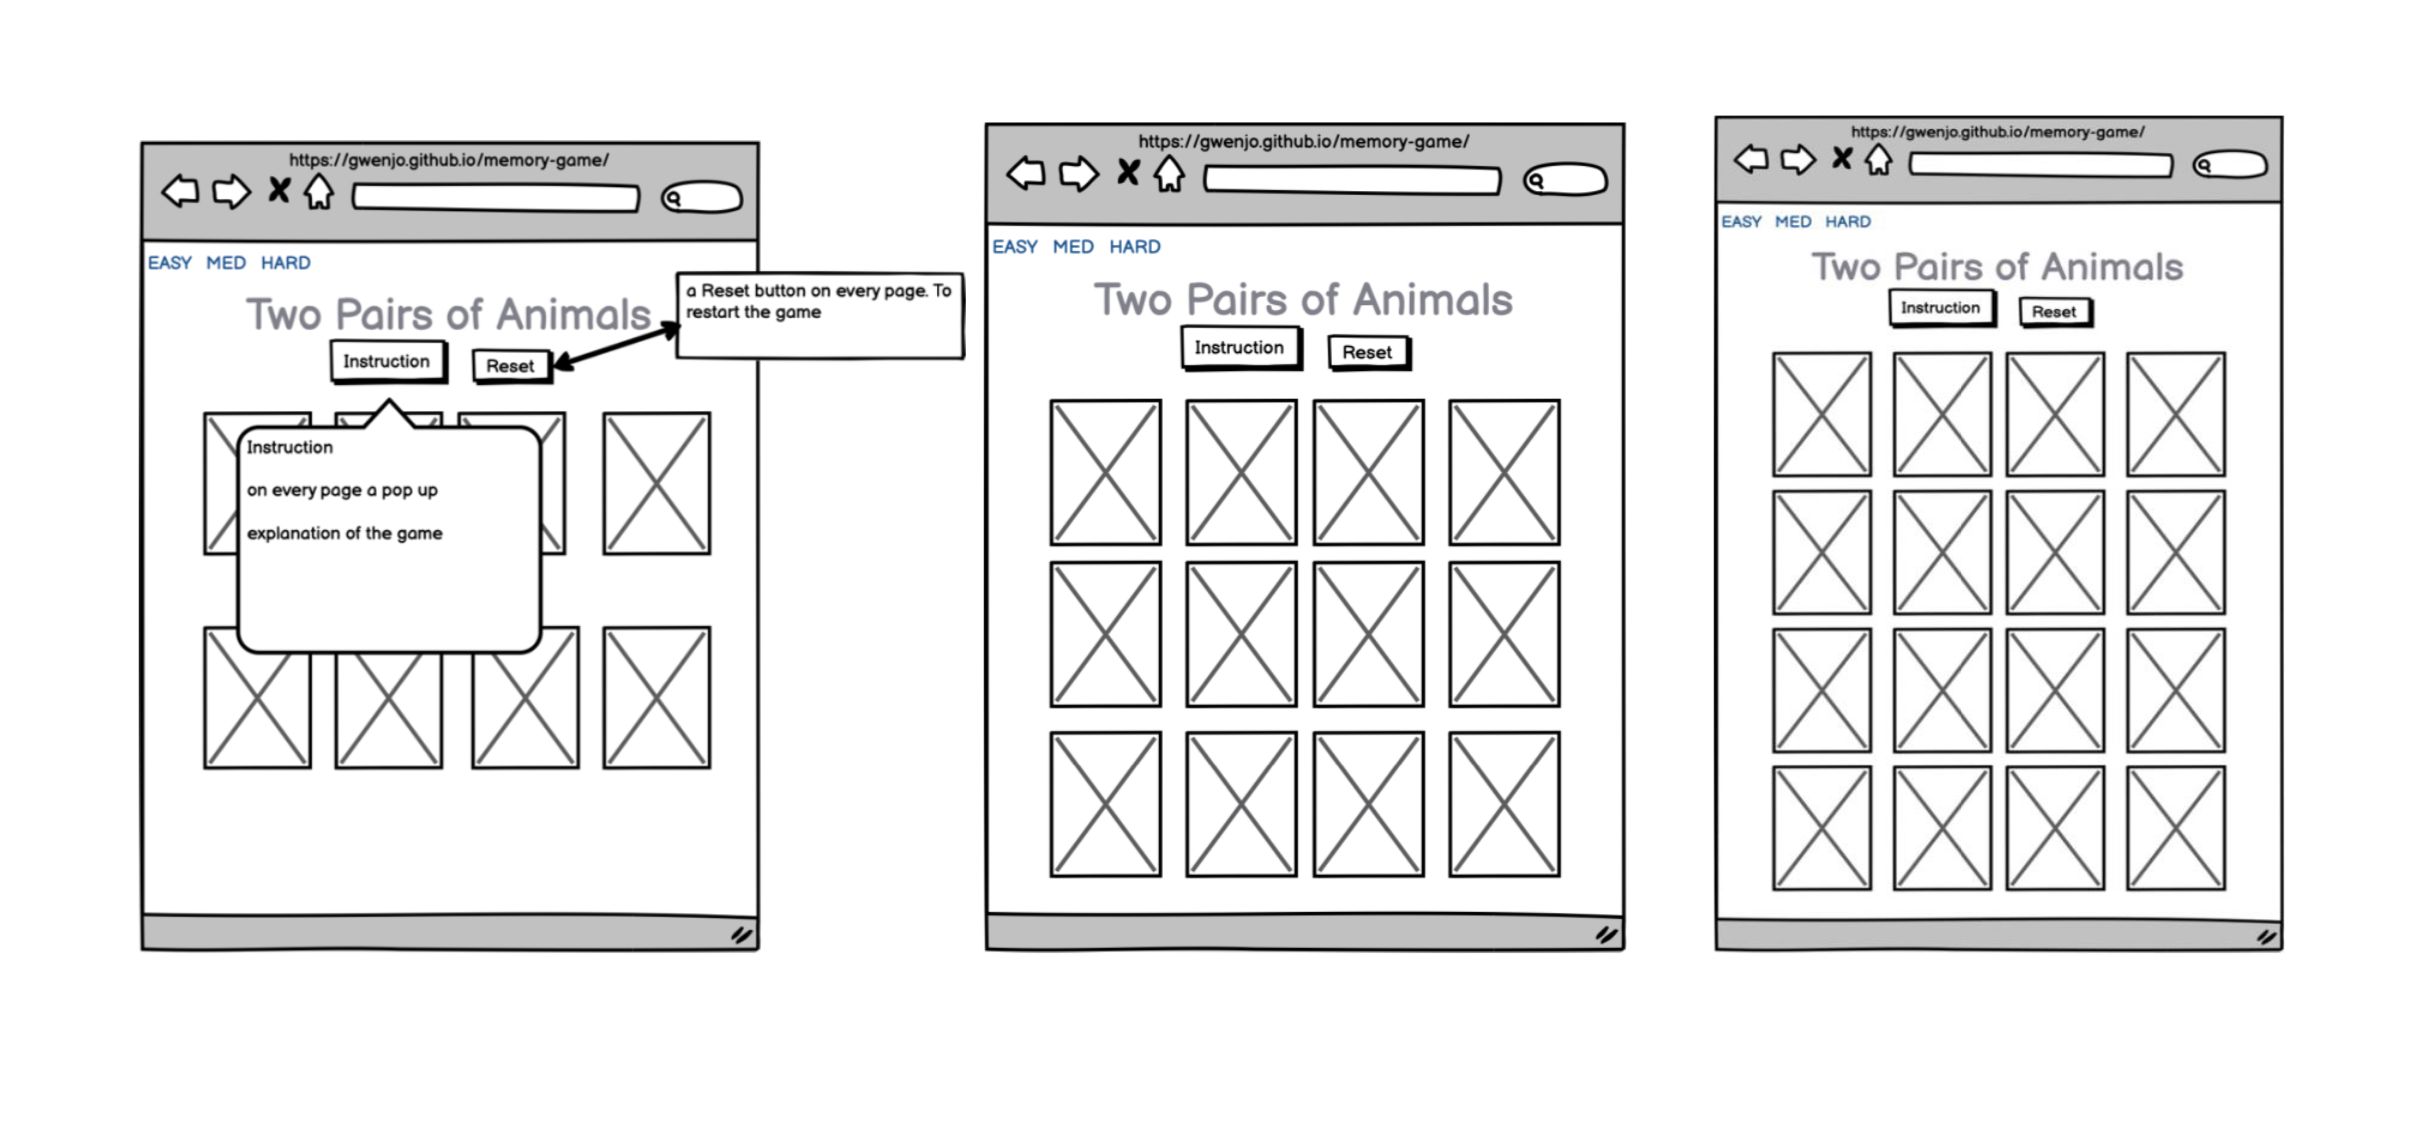 https://gwenjo.github.io/memory-game/
EASY MED HARD
Two Pairs of Animals
Instruction Reset
a Reset button on every page. To
restart the game
Instruction
on every page a pop up
explanation of the game
https://gwenjo.github.io/memory-game/
EASY MED HARD
Two Pairs of Animals
Instruction Reset
https://gwenjo.github.io/memory-game/
EASY MED HARD
Two Pairs of Animals
Instruction Reset